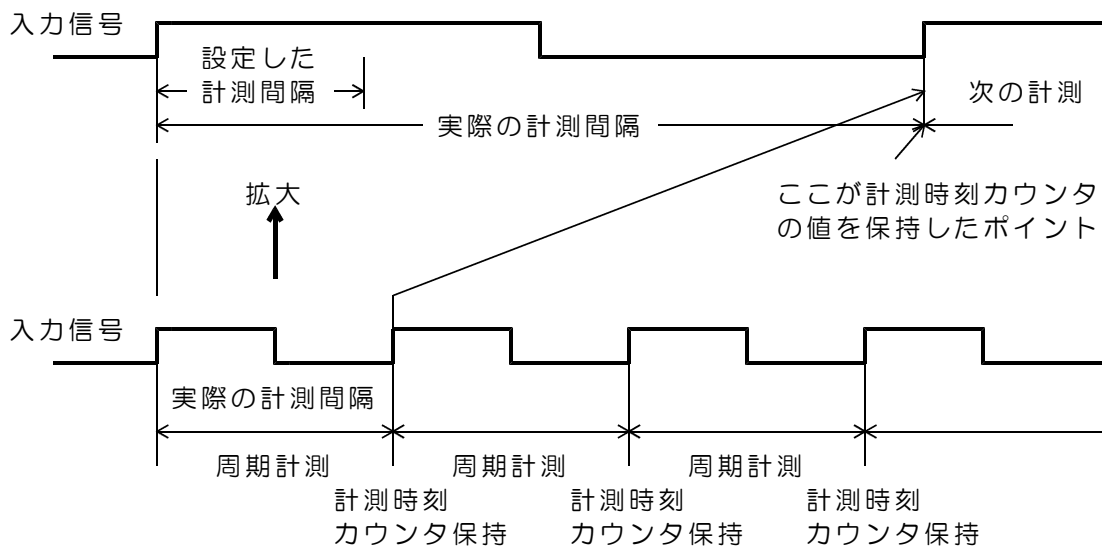 入力信号
設定した
計測間隔
次の計測
実際の計測間隔
拡大
ここが計測時刻カウンタ
の値を保持したポイント
入力信号
実際の計測間隔
周期計測
周期計測
周期計測
計測時刻
カウンタ保持
計測時刻
カウンタ保持
計測時刻
カウンタ保持